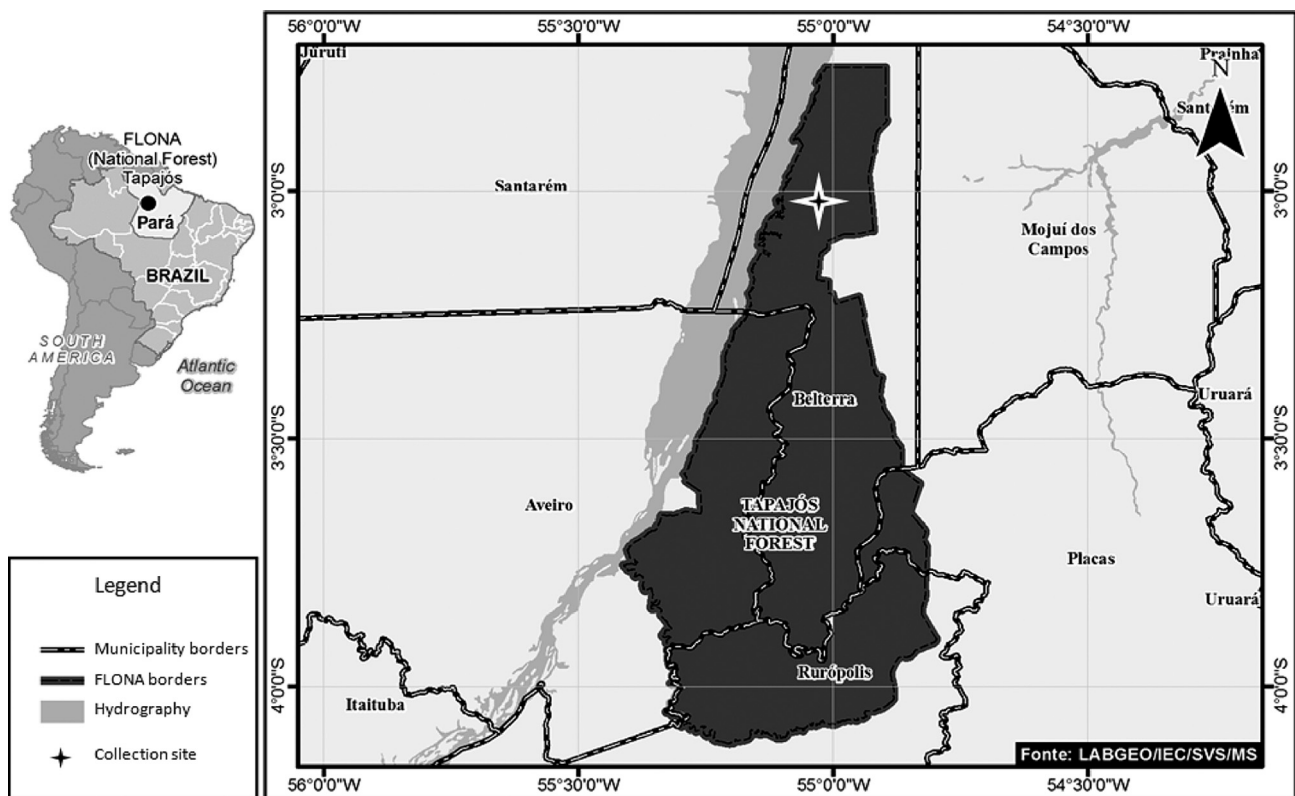 56°0'0"W
55°30'0"W
55°0'0"W
54°30'0"W
Juruti
Prainha
N
Santarém
FLONA
(National Forest)
Tapajós
Pará
BRAZIL
SOUTH
AMERICA
Atlantic
Ocean
3°0'0"S
3°0'0"S
Santarém
Mojuí dos
Campos
Belterra
Uruará
3°30'0"S
3°30'0"S
Aveiro
TAPAJÓS
NATIONAL
FOREST
Placas
Uruará
Rurópolis
Itaituba
4°0'0"S
4°0'0"S
Legend
Municipality borders
FLONA borders
Hydrography
Collection site
Fonte: LABGEO/IEC/SVS/MS
56°0'0"W
55°30'0"W
55°0'0"W
54°30'0"W